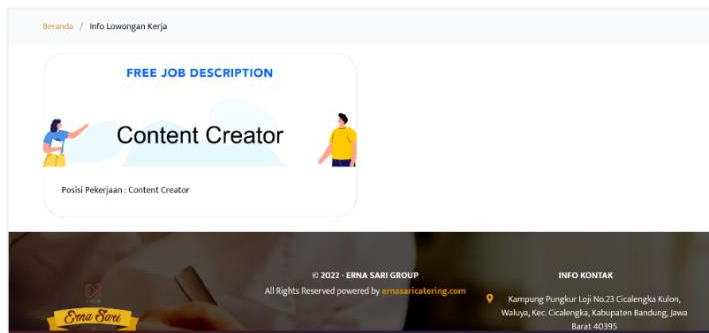 Beranda / Info Lowongan Kerja
FREE JOB DESCRIPTION
Content Creator
Posisi Pekerjaan : Content Creator
© 2022 - ERNA SARI GROUP
All Rights Reserved powered by ernasaricatering.com
INFO KONTAK
Kampung Pungkur Loji No.23 Cicalengka Kulon,
Waluya, Kec. Cicalengka, Kabupaten Bandung, Jawa
Barat 40395
Erna Sari